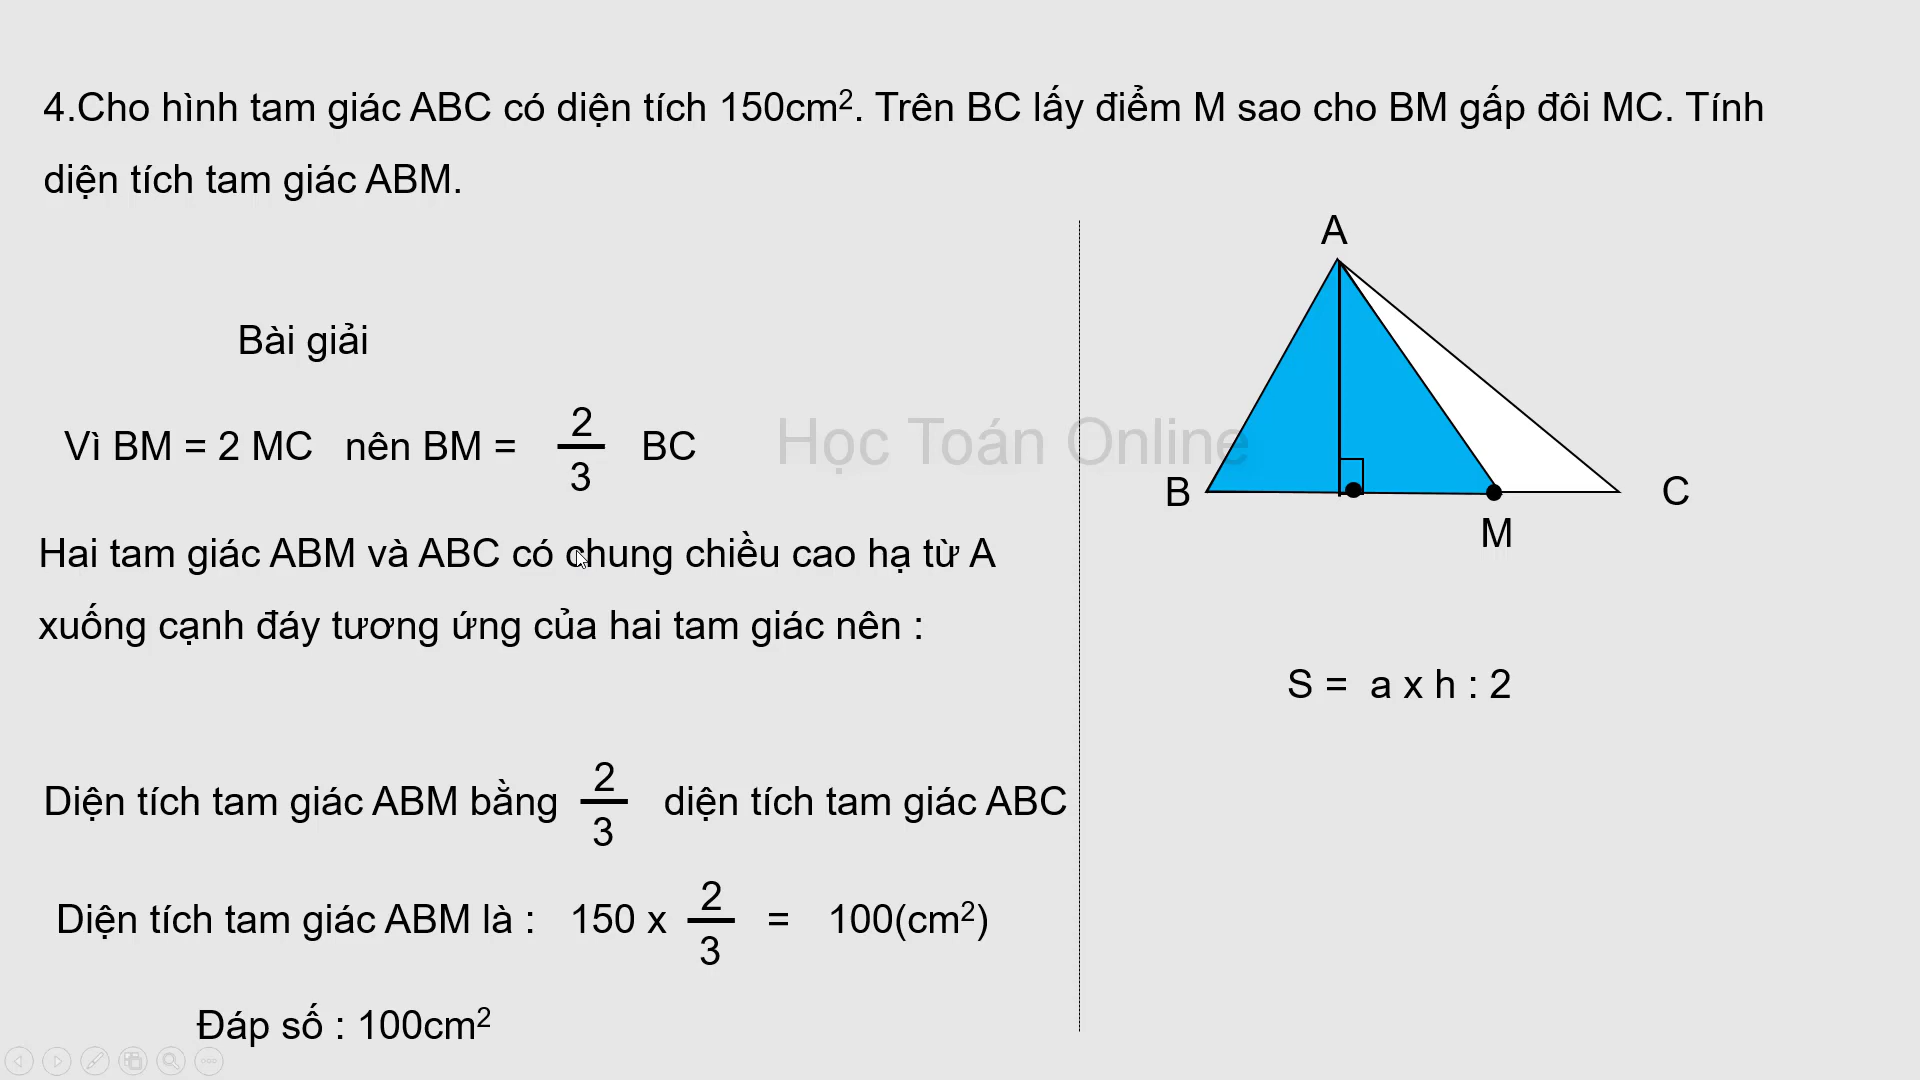 4.Cho hình tam giác ABC có diện tích 150cm². Trên BC lấy điểm M sao cho BM gấp đôi MC. Tính
diện tích tam giác ABM.
Bài giải
Vì BM = 2 MC nên BM = 2/3 BC
Hai tam giác ABM và ABC có chung chiều cao hạ từ A
xuống cạnh đáy tương ứng của hai tam giác nên :
Diện tích tam giác ABM bằng 2/3 diện tích tam giác ABC
Diện tích tam giác ABM là : 150 x 2/3 = 100(cm²)
Đáp số : 100cm²
Học Toán Online
A
B
C
M
S = a x h : 2